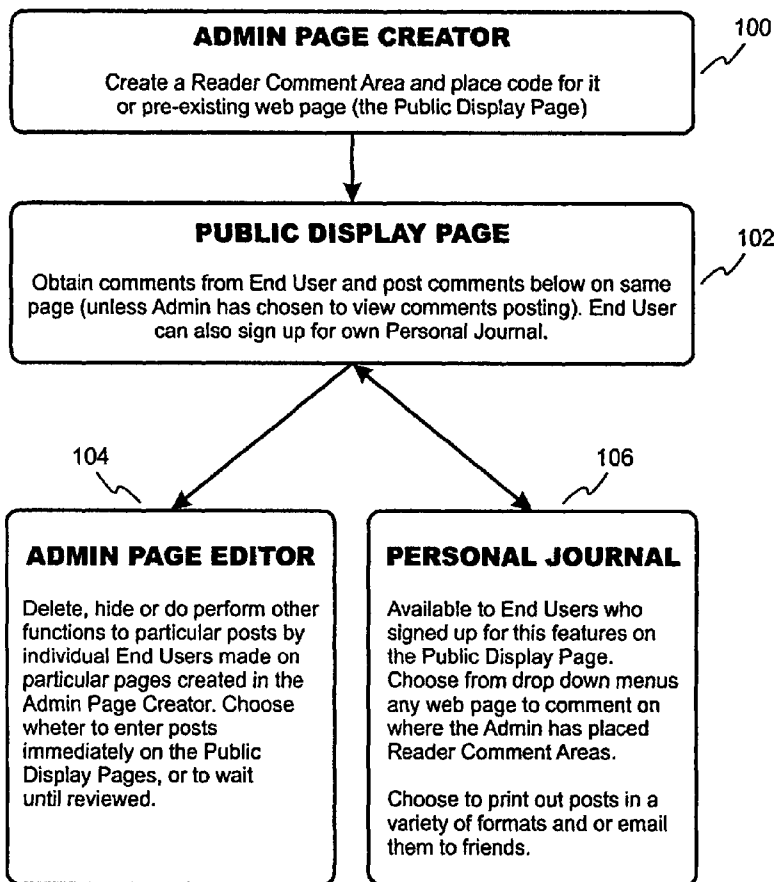 ADMIN PAGE CREATOR
100
Create a Reader Comment Area and place code for it
or pre-existing web page (the Public Display Page)
PUBLIC DISPLAY PAGE
102
Obtain comments from End User and post comments below on same
page (unless Admin has chosen to view comments posting). End User
can also sign up for own Personal Journal.
104
ADMIN PAGE EDITOR
Delete, hide or do perform other
functions to particular posts by
individual End Users made on
particular pages created in the
Admin Page Creator. Choose
wheter to enter posts
immediately on the Public
Display Pages, or to wait
until reviewed.
106
PERSONAL JOURNAL
Available to End Users who
signed up for this features on
the Public Display Page.
Choose from drop down menus
any web page to comment on
where the Admin has placed
Reader Comment Areas.
Choose to print out posts in a
variety of formats and or email
them to friends.